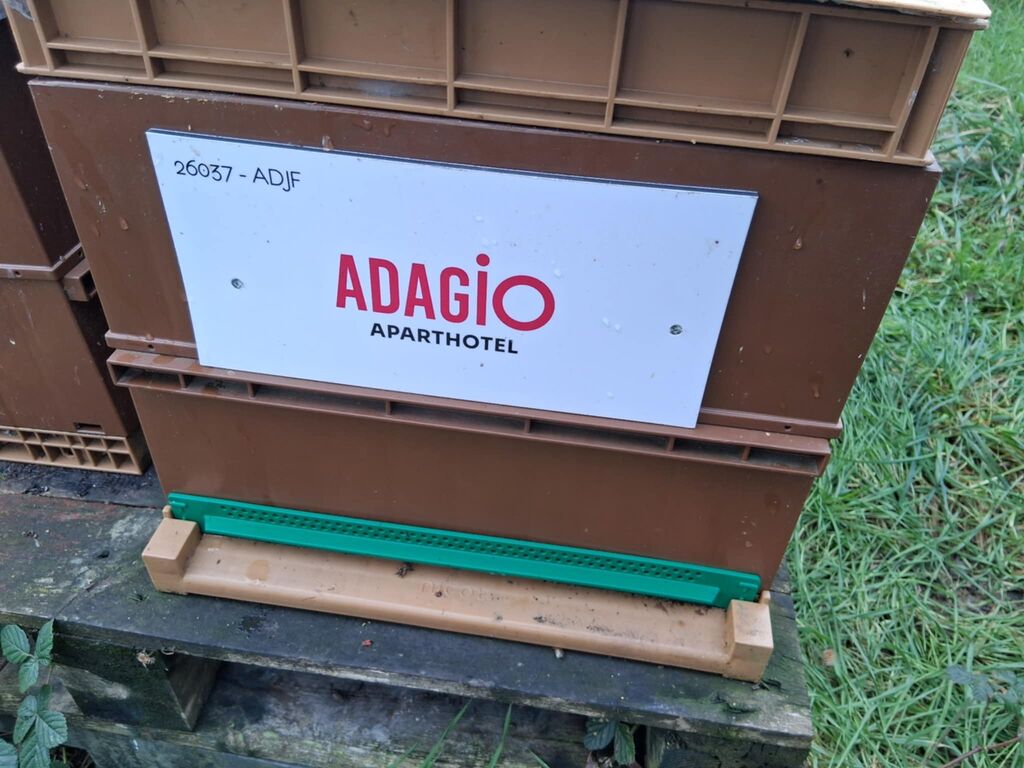 26037 - ADJF
ADAGIO
APARTHOTEL